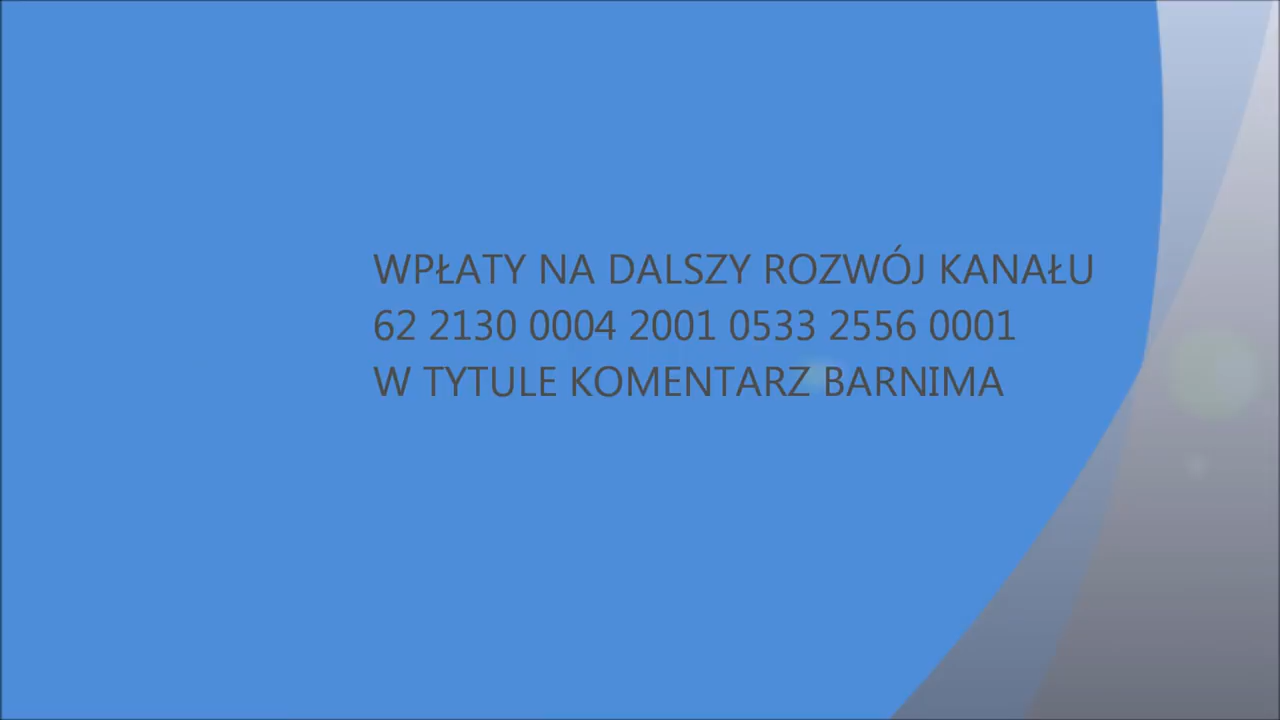 WPŁATY NA DALSZY ROZWÓJ KANAŁU
62 2130 0004 2001 0533 2556 0001
W TYTULE KOMENTARZ BARNIMA